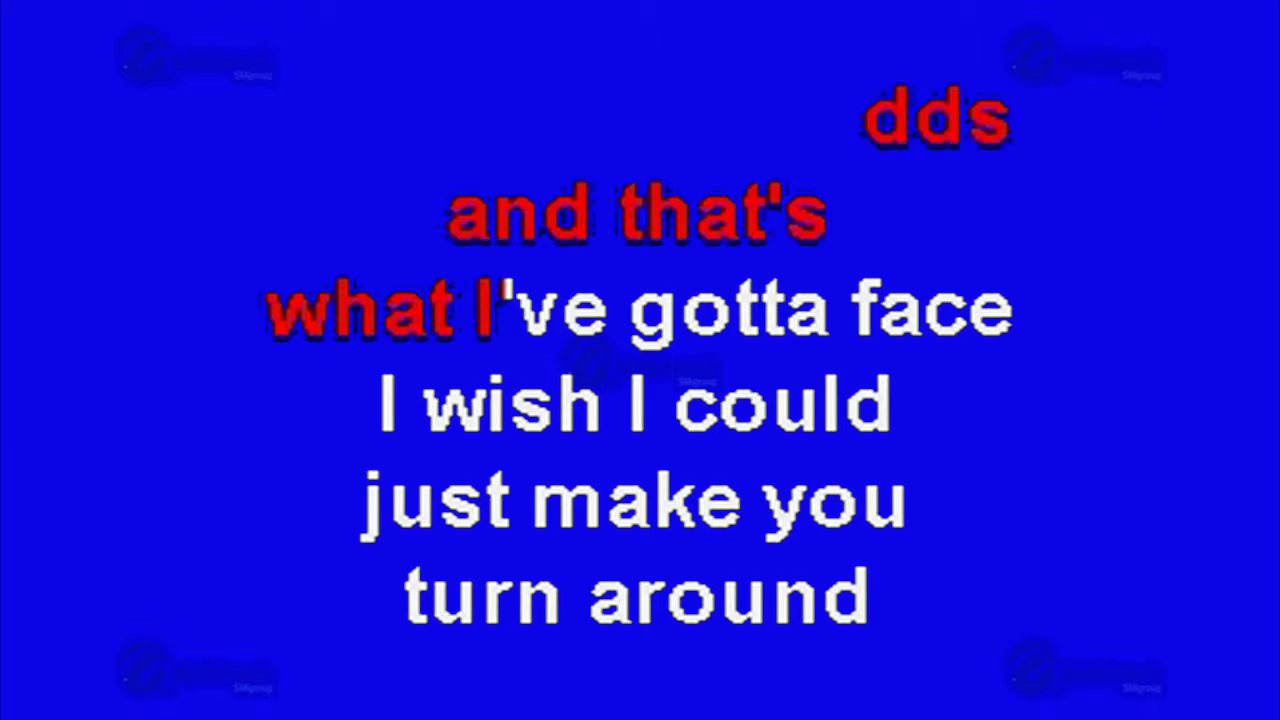 dds
and that's
what I've gotta face
I wish I could
just make you
turn around